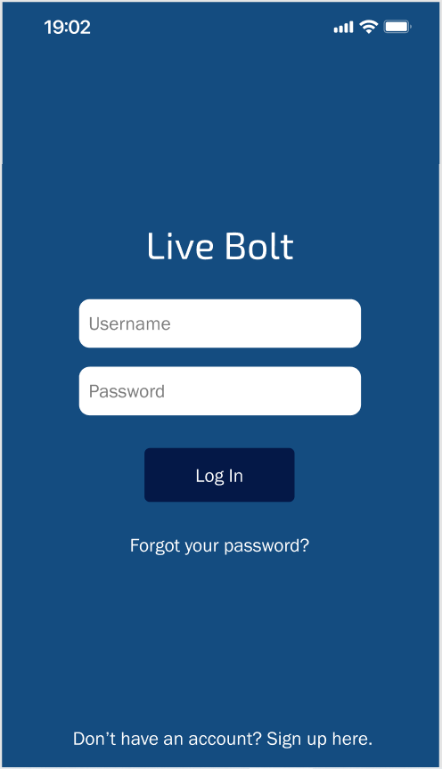 19:02
Live Bolt
Username
Password
Log In
Forgot your password?
Don't have an account? Sign up here.